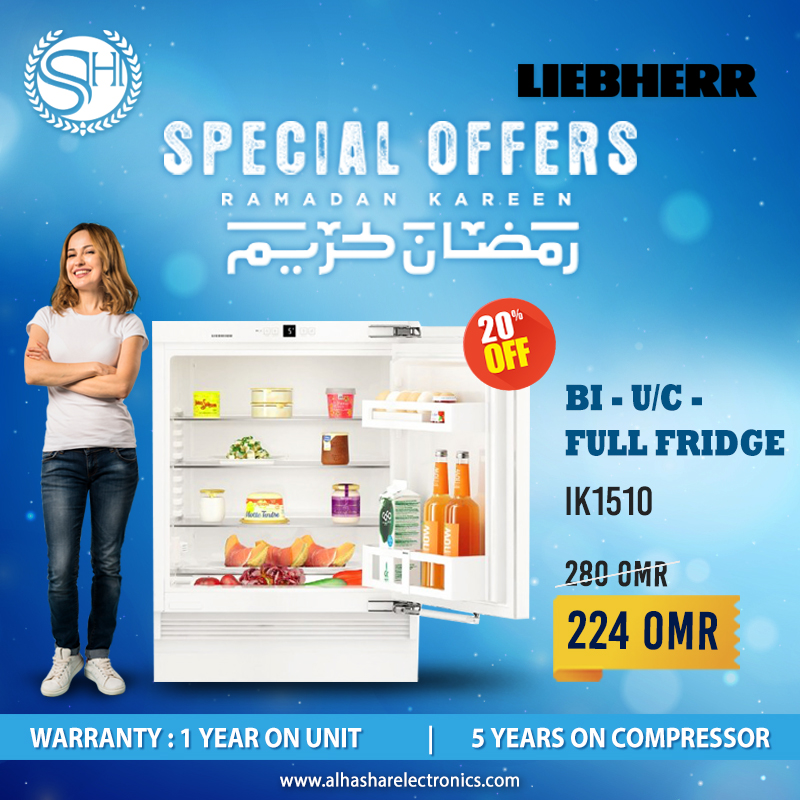 SH
LIEBHERR
SPECIAL OFFERS
RAMADAN KAREEN
رمضان كريم
20% OFF
BI - U/C -
FULL FRIDGE
IK1510
280 OMR
224 OMR
WARRANTY : 1 YEAR ON UNIT | 5 YEARS ON COMPRESSOR
www.alhasharelectronics.com